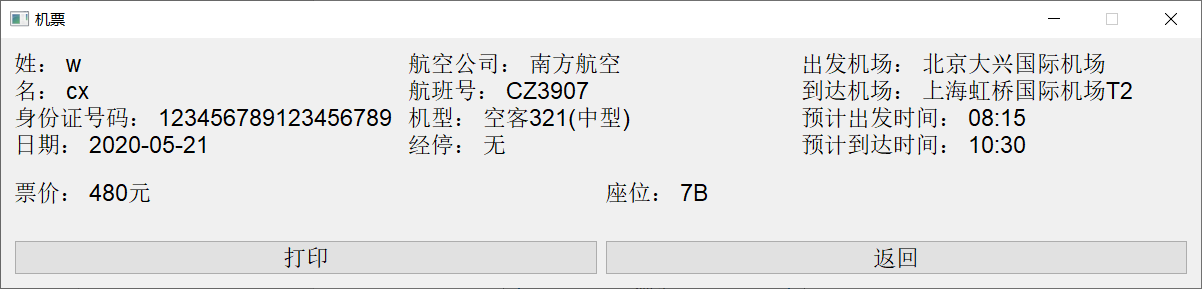 机票
姓： w 航空公司： 南方航空 出发机场： 北京大兴国际机场
名： cx 航班号： CZ3907 到达机场： 上海虹桥国际机场T2
身份证号码： 123456789123456789 机型： 空客321(中型) 预计出发时间： 08:15
日期： 2020-05-21 经停： 无 预计到达时间： 10:30
票价： 480元 座位： 7B
打印 返回